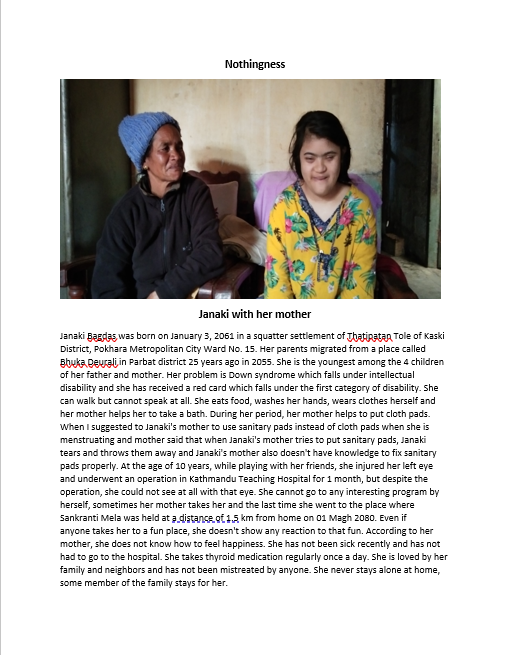 Nothingness
Janaki with her mother
Janaki Bagdas was born on January 3, 2061 in a squatter settlement of Thatipatan Tole of Kaski
District, Pokhara Metropolitan City Ward No. 15. Her parents migrated from a place called
Bhuka Deurali in Parbat district 25 years ago in 2055. She is the youngest among the 4 children
of her father and mother. Her problem is Down syndrome which falls under intellectual
disability and she has received a red card which falls under the first category of disability. She
can walk but cannot speak at all. She eats food, washes her hands, wears clothes herself and
her mother helps her to take a bath. During her period, her mother helps to put cloth pads.
When I suggested to Janaki's mother to use sanitary pads instead of cloth pads when she is
menstruating and mother said that when Janaki's mother tries to put sanitary pads, Janaki
tears and throws them away and Janaki's mother also doesn't have knowledge to fix sanitary
pads properly. At the age of 10 years, while playing with her friends, she injured her left eye
and underwent an operation in Kathmandu Teaching Hospital for 1 month, but despite the
operation, she could not see at all with that eye. She cannot go to any interesting program by
herself, sometimes her mother takes her and the last time she went to the place where
Sankranti Mela was held at a distance of 1.5 km from home on 01 Magh 2080. Even if
anyone takes her to a fun place, she doesn't show any reaction to that fun. According to her
mother, she does not know how to feel happiness. She has not been sick recently and has not
had to go to the hospital. She takes thyroid medication regularly once a day. She is loved by her
family and neighbors and has not been mistreated by anyone. She never stays alone at home,
some member of the family stays for her.